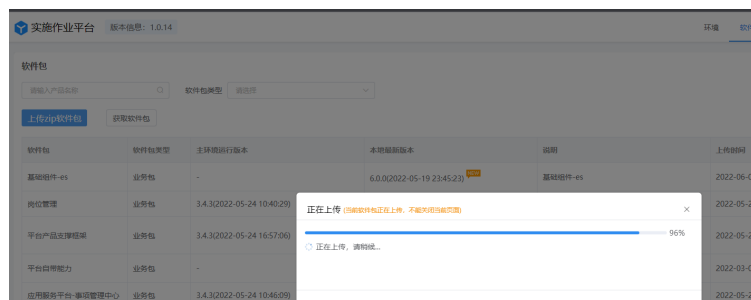 实施作业平台 版本信息: 1.0.14 环境
软件包
请输入产品名称 软件包类型 请选择
上传zip软件包 获取软件包
软件包 软件包类型 主环境运行版本 本地最新版本 说明 上传时间
基础组件-es 业务包 - 6.0.0(2022-05-19 23:45:23) NEW 基础组件-es 2022-06-0
岗位管理 业务包 3.4.3(2022-05-24 10:40:29) 2022-05-2
正在上传 (当前软件包正在上传，不能关闭当前页面) ×
平台产品支撑框架 业务包 3.4.3(2022-05-24 16:57:06) 96% 2022-05-2
正在上传，请稍候...
平台自带能力 业务包 - 2022-03-0
应用服务平台-事项管理中心 业务包 3.4.3(2022-05-24 10:46:09) 2022-05-2